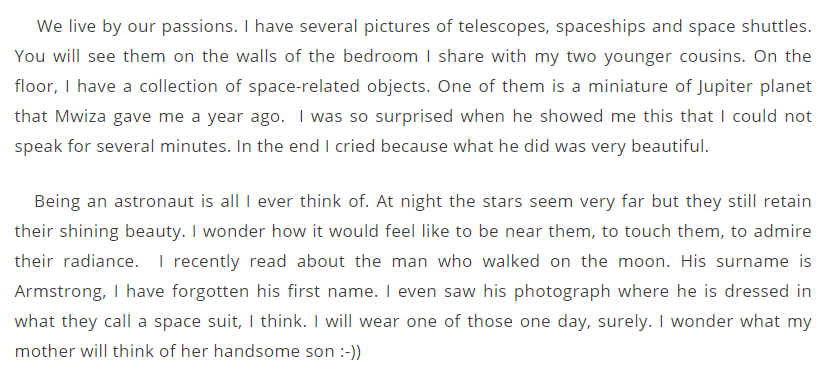 We live by our passions. I have several pictures of telescopes, spaceships and space shuttles.
You will see them on the walls of the bedroom I share with my two younger cousins. On the
floor, I have a collection of space-related objects. One of them is a miniature of Jupiter planet
that Mwiza gave me a year ago.  I was so surprised when he showed me this that I could not
speak for several minutes. In the end I cried because what he did was very beautiful.
Being an astronaut is all I ever think of. At night the stars seem very far but they still retain
their shining beauty. I wonder how it would feel like to be near them, to touch them, to admire
their radiance.  I recently read about the man who walked on the moon. His surname is
Armstrong, I have forgotten his first name. I even saw his photograph where he is dressed in
what they call a space suit, I think. I will wear one of those one day, surely. I wonder what my
mother will think of her handsome son :-))